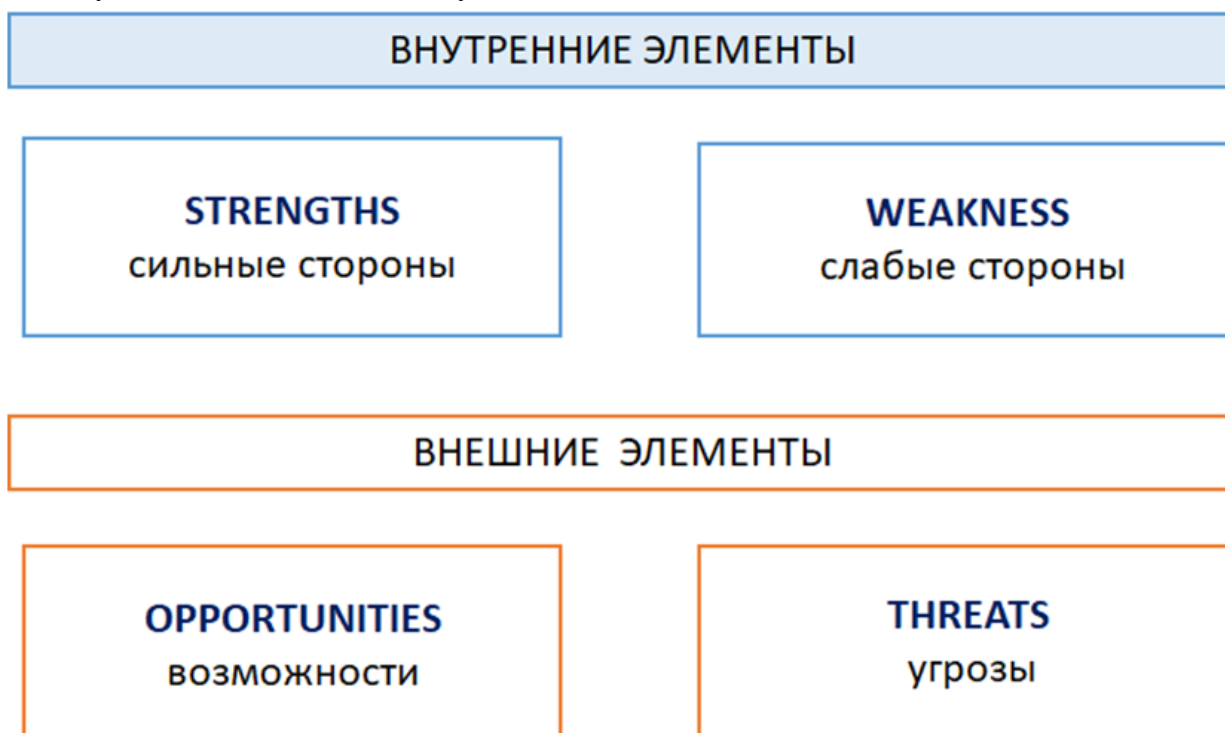 ВНУТРЕННИЕ ЭЛЕМЕНТЫ
STRENGTHS
сильные стороны
WEAKNESS
слабые стороны
ВНЕШНИЕ ЭЛЕМЕНТЫ
OPPORTUNITIES
возможности
THREATS
угрозы